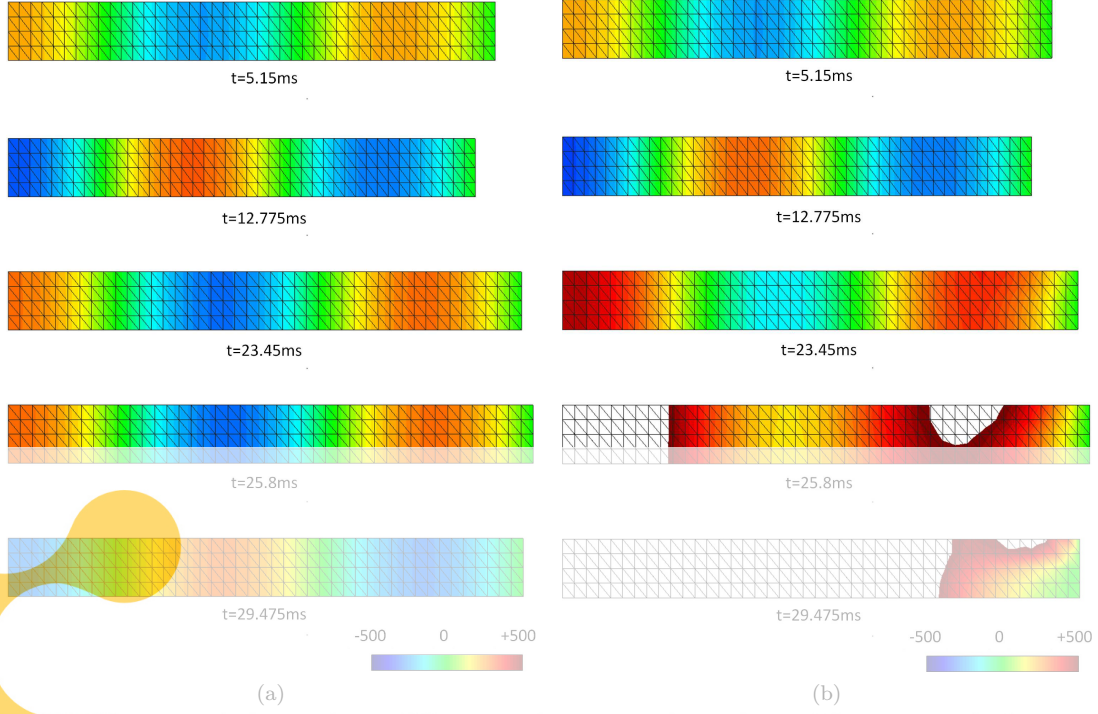 t=5.15ms
t=12.775ms
t=23.45ms
t=25.8ms
t=29.475ms
-500 0 +500
(a)
t=5.15ms
t=12.775ms
t=23.45ms
t=25.8ms
t=29.475ms
-500 0 +500
(b)